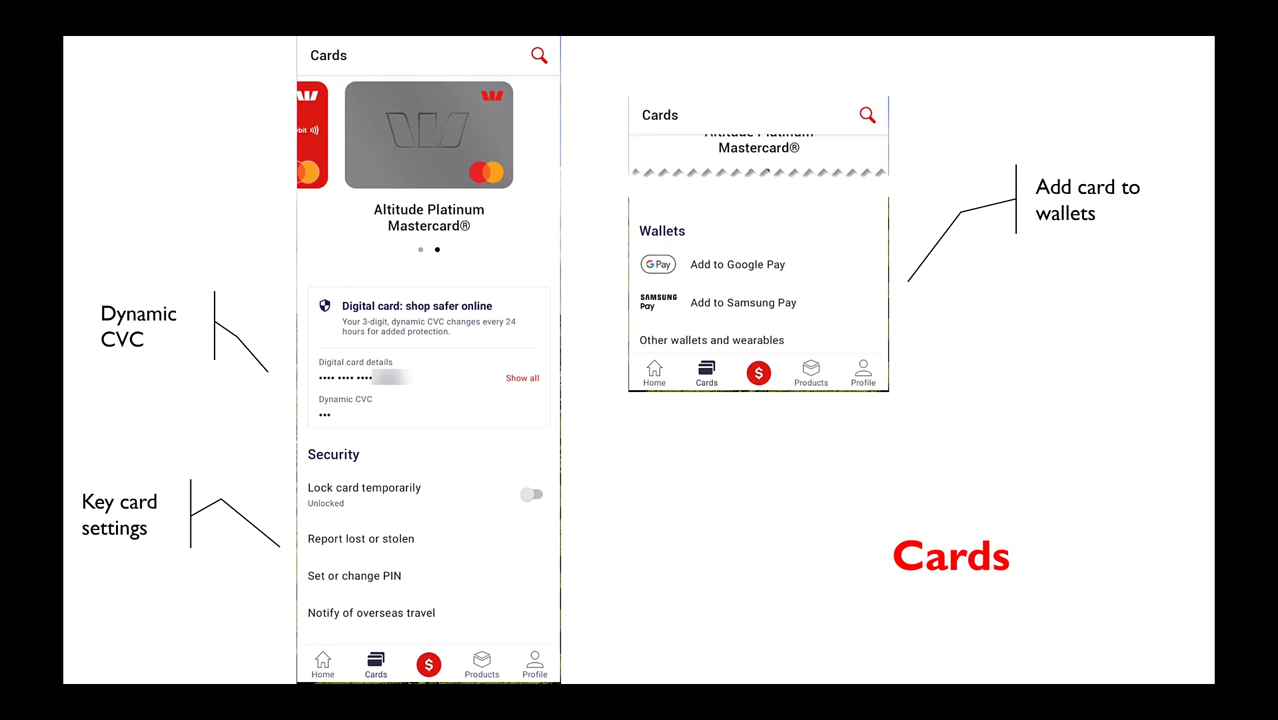 Cards
bit
Altitude Platinum
Mastercard®
Digital card: shop safer online
Your 3-digit, dynamic CVC changes every 24
hours for added protection.
Digital card details
•••• •••• ••••
Show all
Dynamic CVC
•••
Security
Lock card temporarily
Unlocked
Report lost or stolen
Set or change PIN
Notify of overseas travel
Home
Cards
$
Products
Profile
Dynamic
CVC
Key card
settings
Cards
Altitude Platinum
Mastercard®
Wallets
G Pay
Add to Google Pay
SAMSUNG
Pay
Add to Samsung Pay
Other wallets and wearables
Home
Cards
$
Products
Profile
Add card to
wallets
Cards